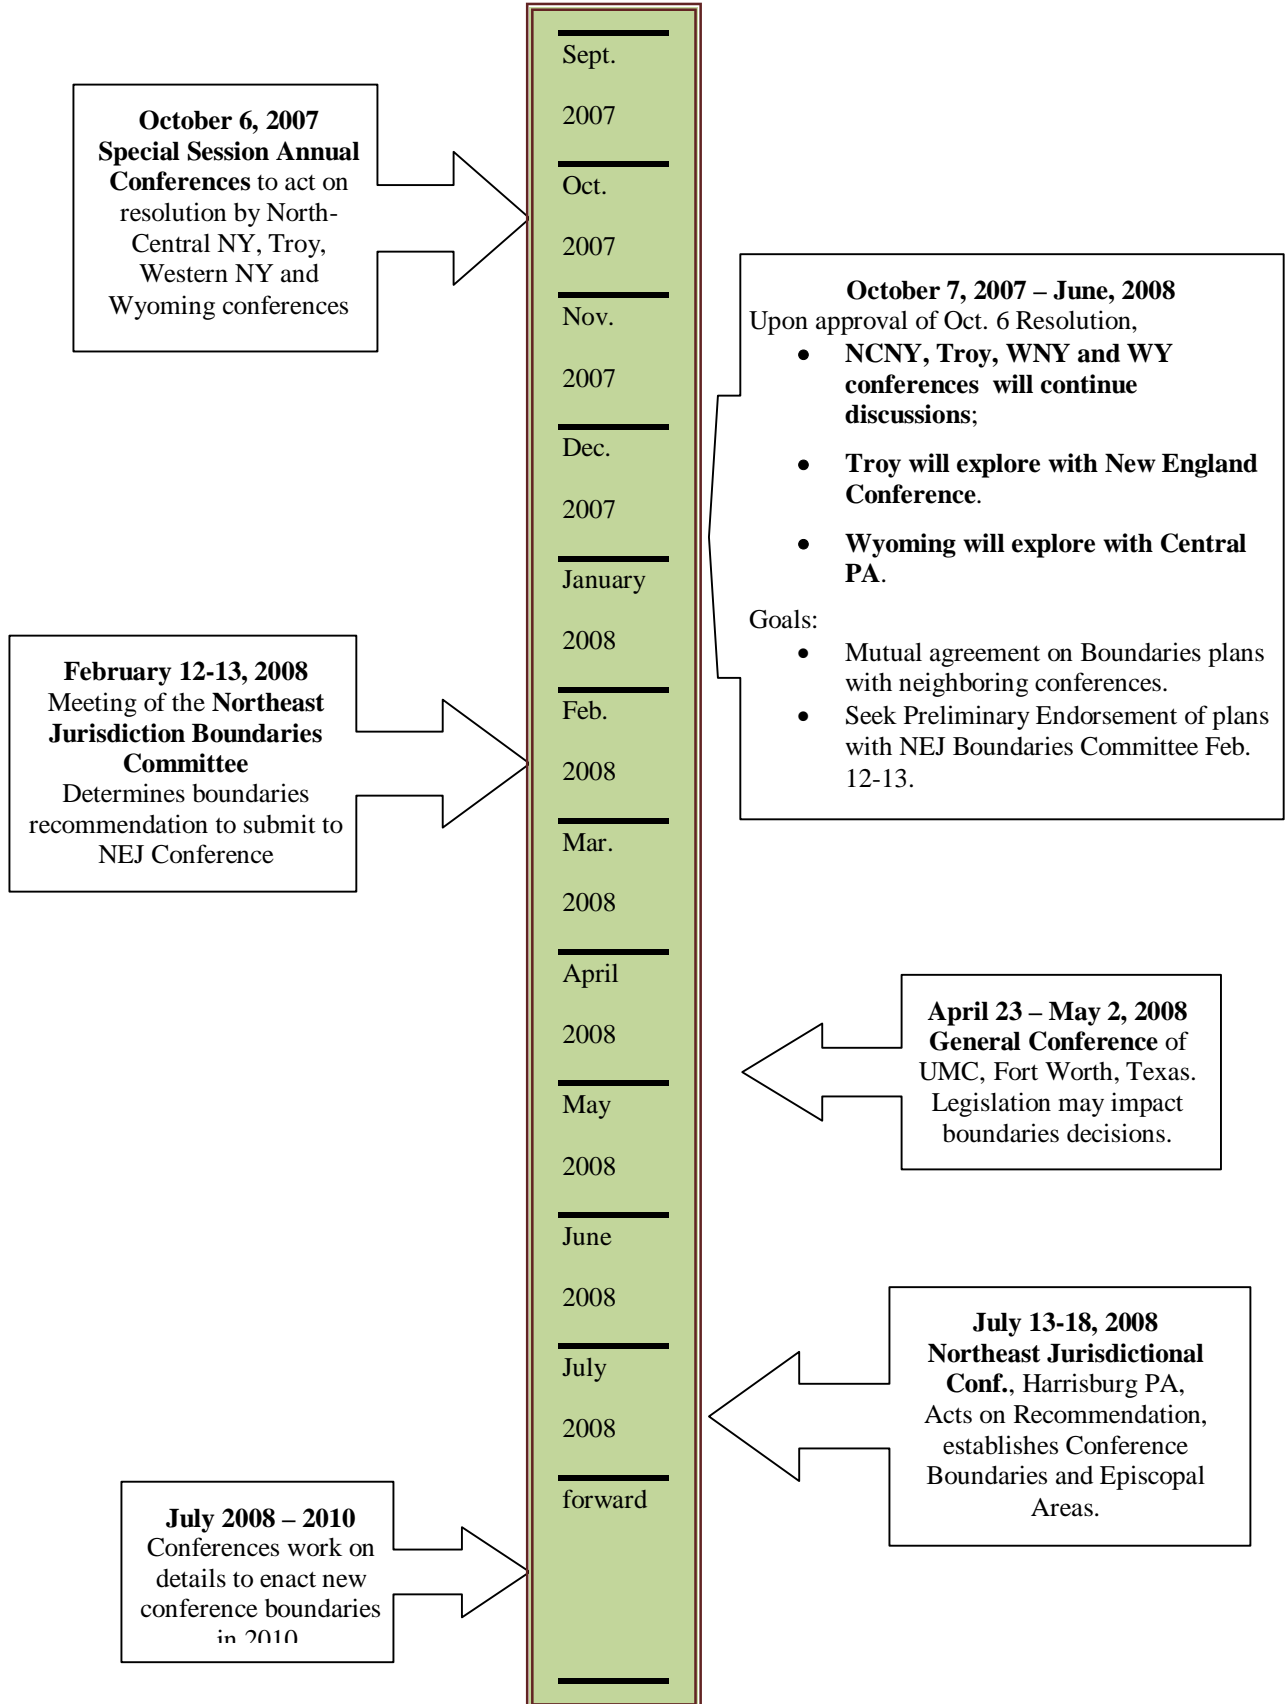 Sept.
2007
October 6, 2007
Special Session Annual
Conferences to act on
resolution by North-
Central NY, Troy,
Western NY and
Wyoming conferences
Oct.
2007
October 7, 2007 – June, 2008
Upon approval of Oct. 6 Resolution,
• NCNY, Troy, WNY and WY
conferences will continue
discussions;
• Troy will explore with New England
Conference.
• Wyoming will explore with Central
PA.
Goals:
• Mutual agreement on Boundaries plans
with neighboring conferences.
• Seek Preliminary Endorsement of plans
with NEJ Boundaries Committee Feb.
12-13.
Nov.
2007
Dec.
2007
January
2008
February 12-13, 2008
Meeting of the Northeast
Jurisdiction Boundaries
Committee
Determines boundaries
recommendation to submit to
NEJ Conference
Feb.
2008
Mar.
2008
April
2008
April 23 – May 2, 2008
General Conference of
UMC, Fort Worth, Texas.
Legislation may impact
boundaries decisions.
May
2008
June
2008
July
2008
July 13-18, 2008
Northeast Jurisdictional
Conf., Harrisburg PA,
Acts on Recommendation,
establishes Conference
Boundaries and Episcopal
Areas.
forward
July 2008 – 2010
Conferences work on
details to enact new
conference boundaries
in 2010